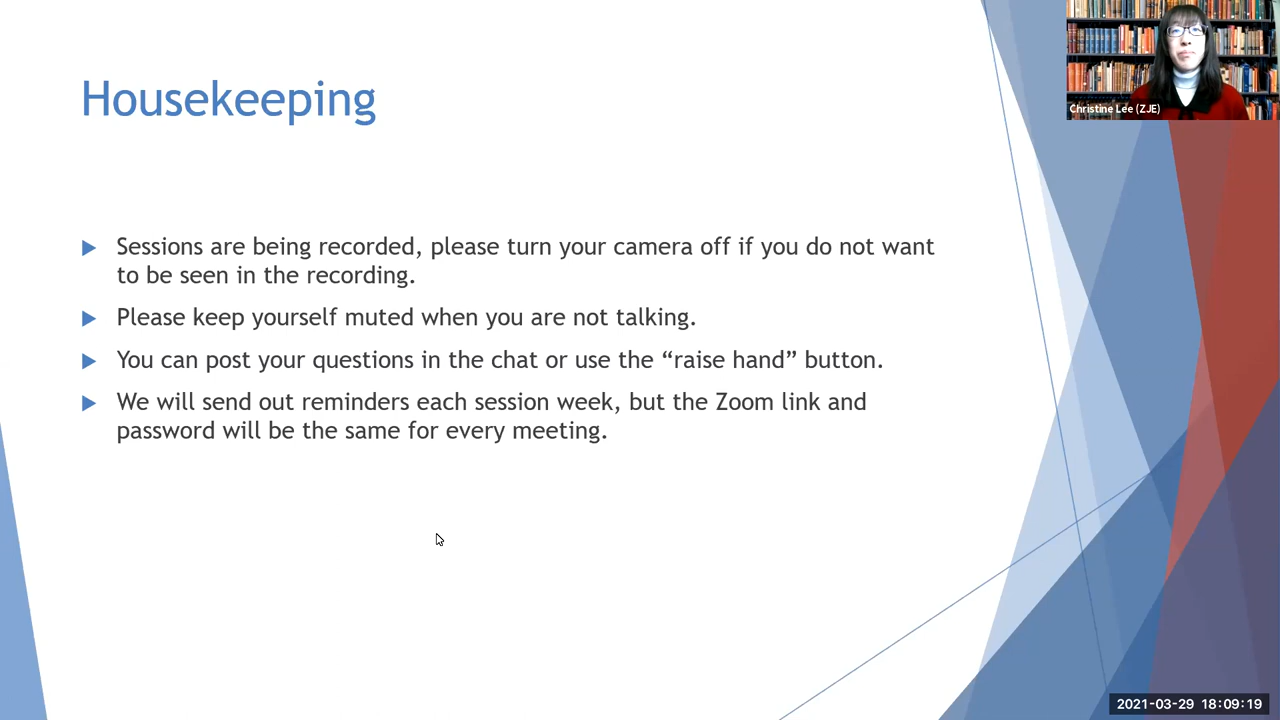 Housekeeping
Sessions are being recorded, please turn your camera off if you do not want
to be seen in the recording.
Please keep yourself muted when you are not talking.
You can post your questions in the chat or use the “raise hand” button.
We will send out reminders each session week, but the Zoom link and
password will be the same for every meeting.
Christine Lee (ZJE)
2021-03-29 18:09:19